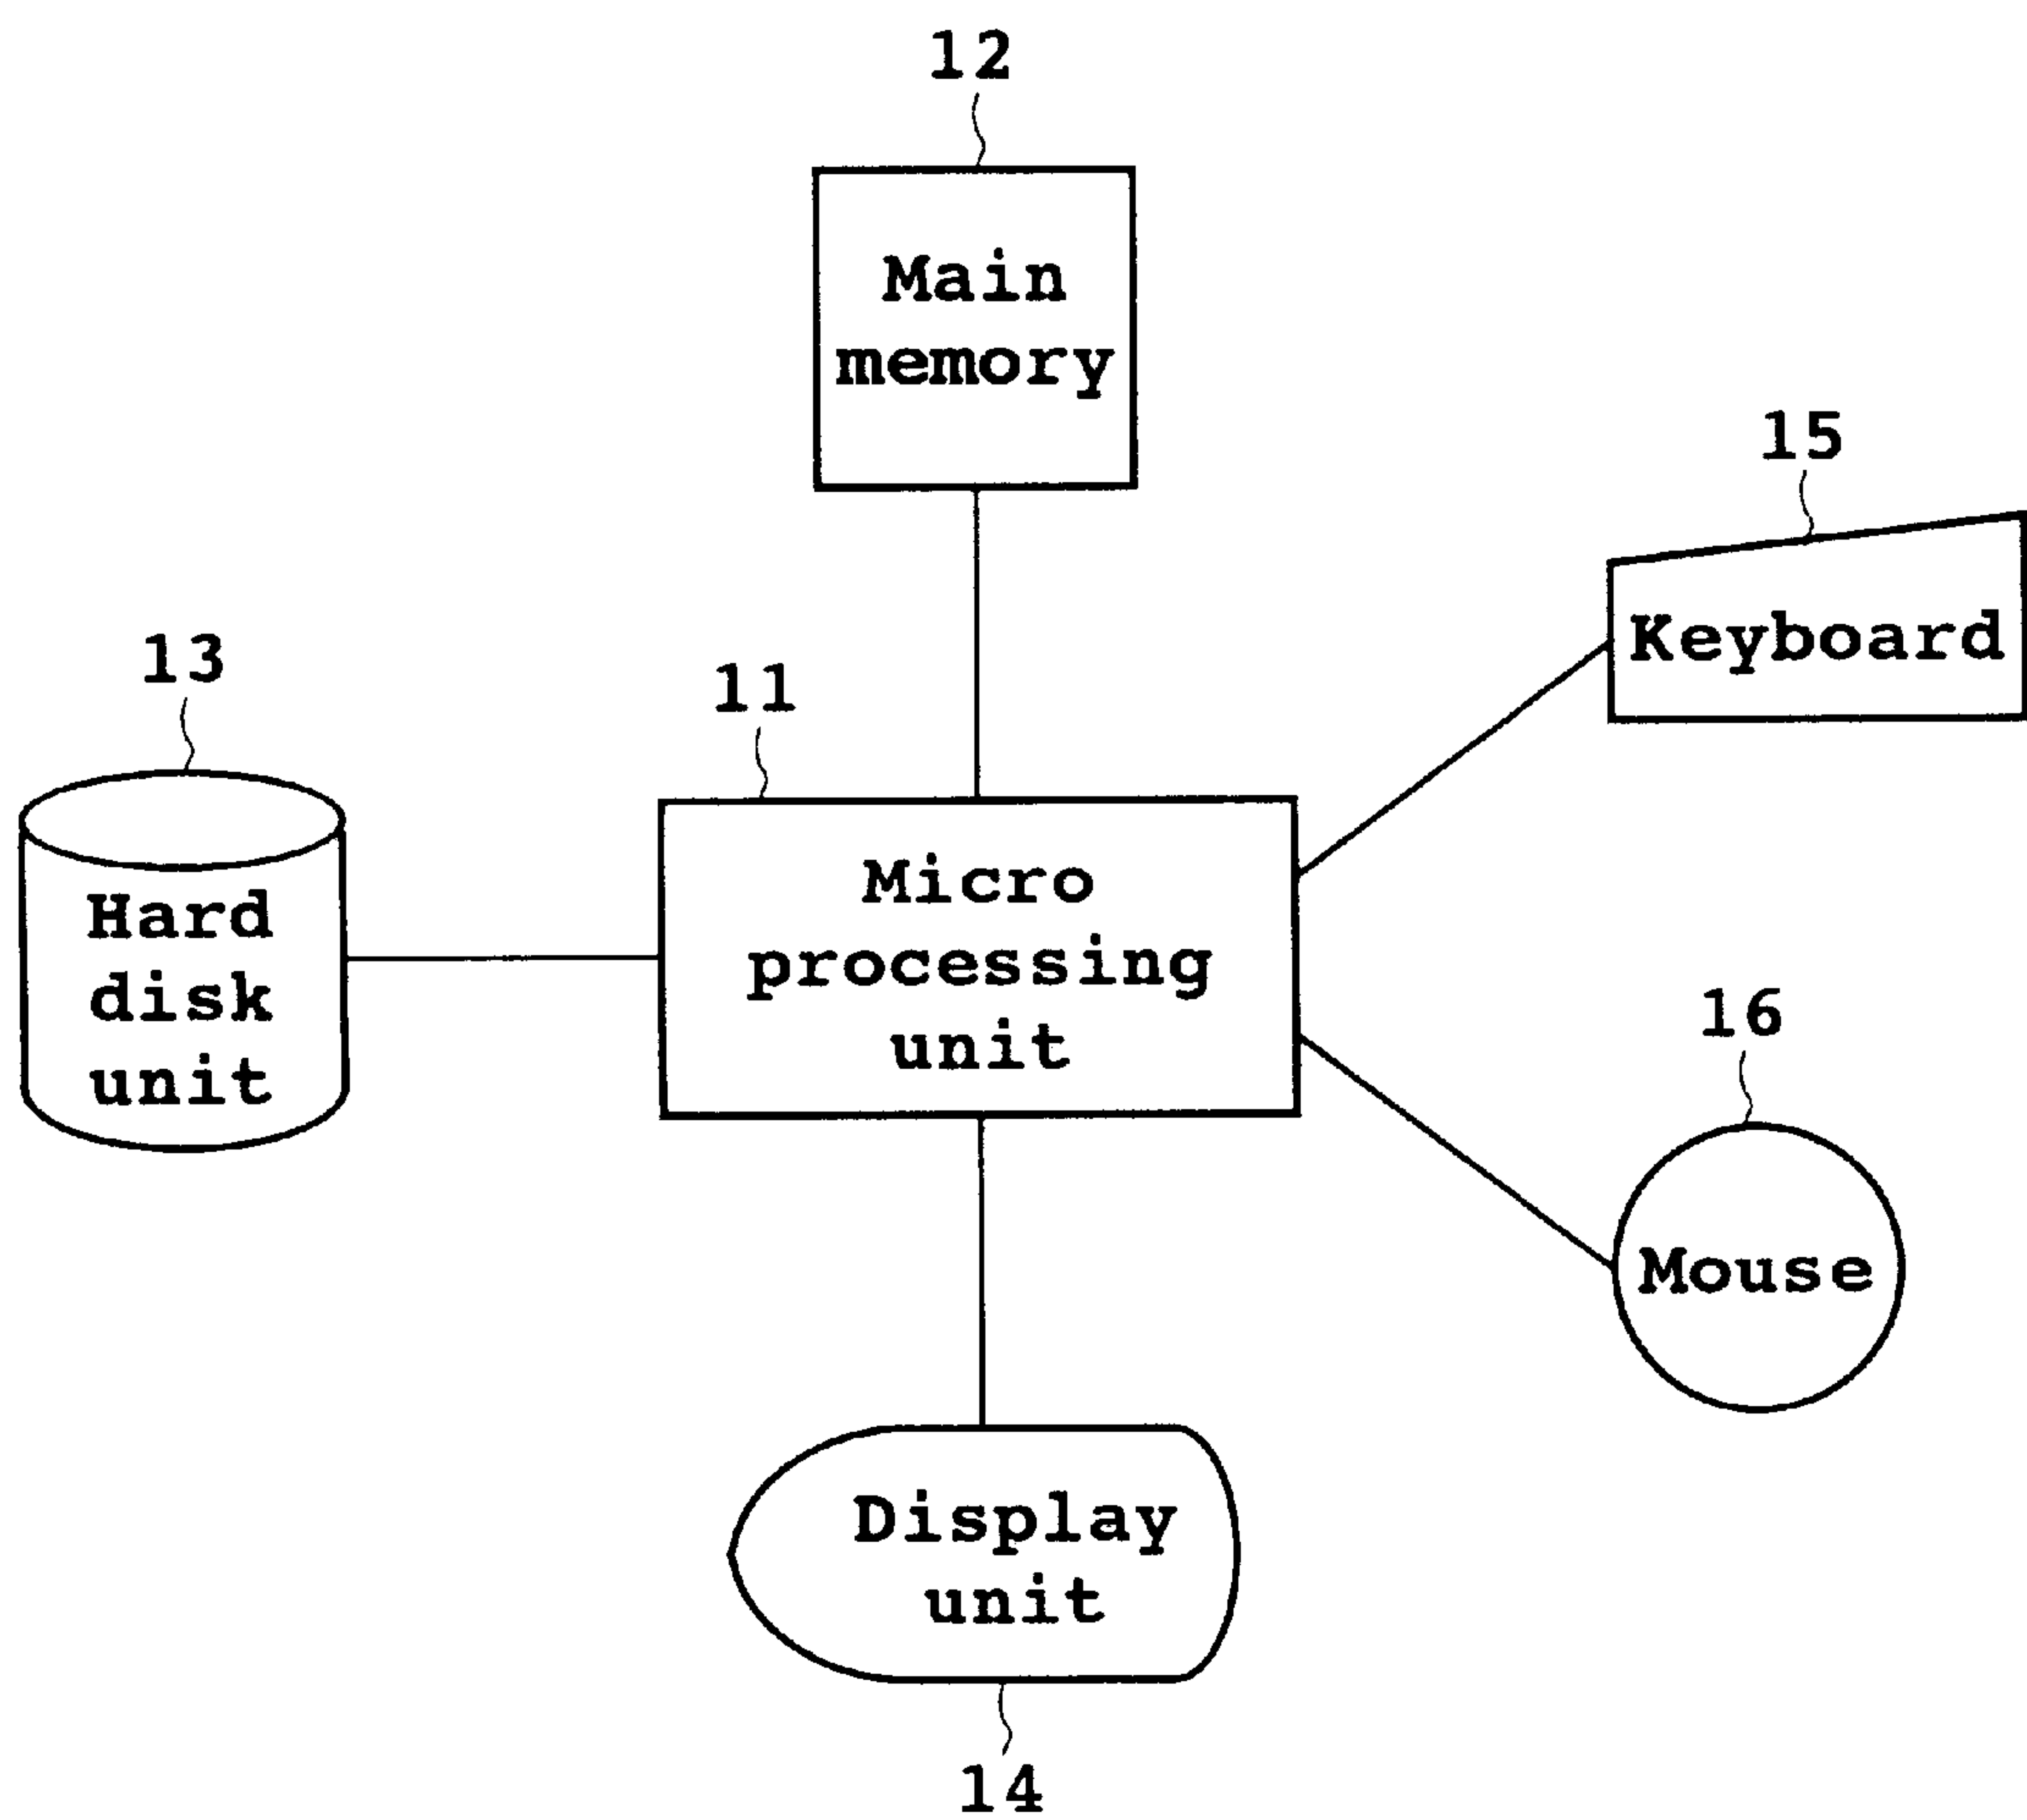 12
Main
memory
15
Keyboard
13
Hard
disk
unit
11
Micro
processing
unit
16
Mouse
Display
unit
14